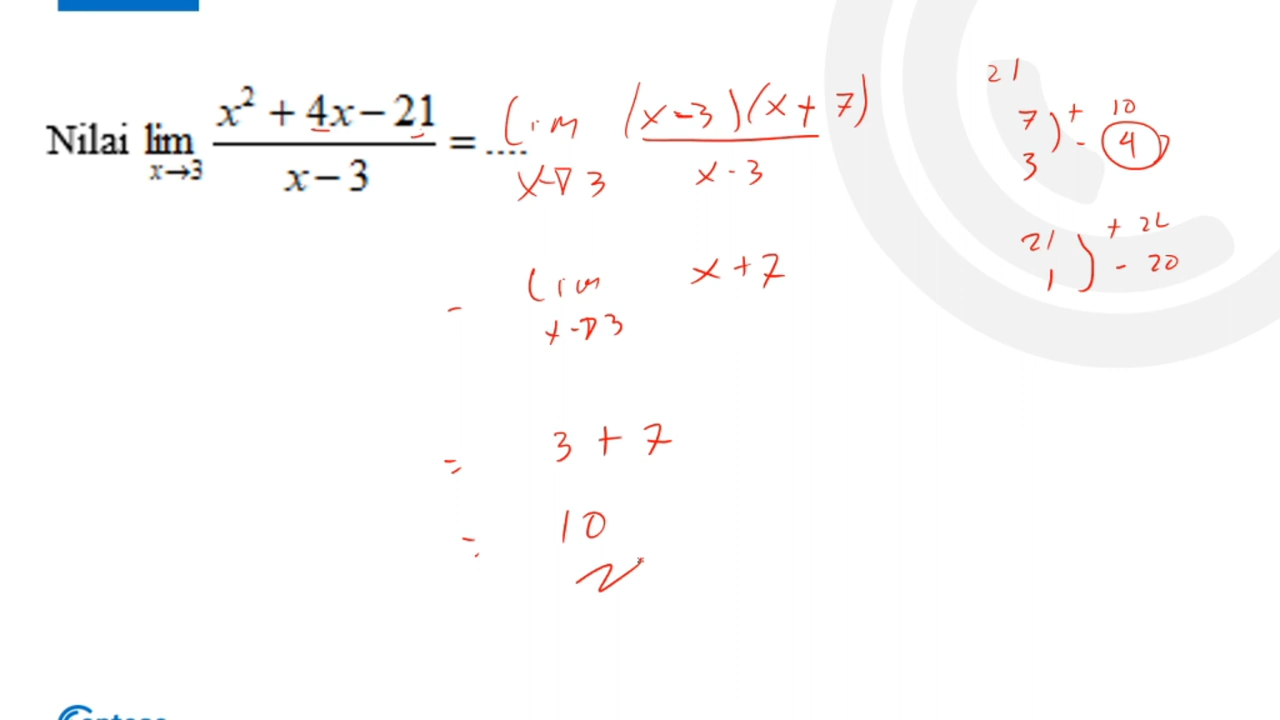 Nilai lim x→3 (x² + 4x − 21)/(x − 3) = .... lim x→3 (x-3)(x+7)/(x-3)
= lim x→3 x+7
= 3 + 7
= 10
21
7 + 10
3 - 4
21 + 22
1 - 20